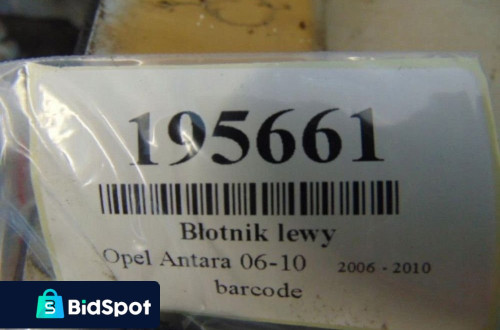 195661
Błotnik lewy
Opel Antara 06-10 2006 - 2010
barcode
S BidSpot